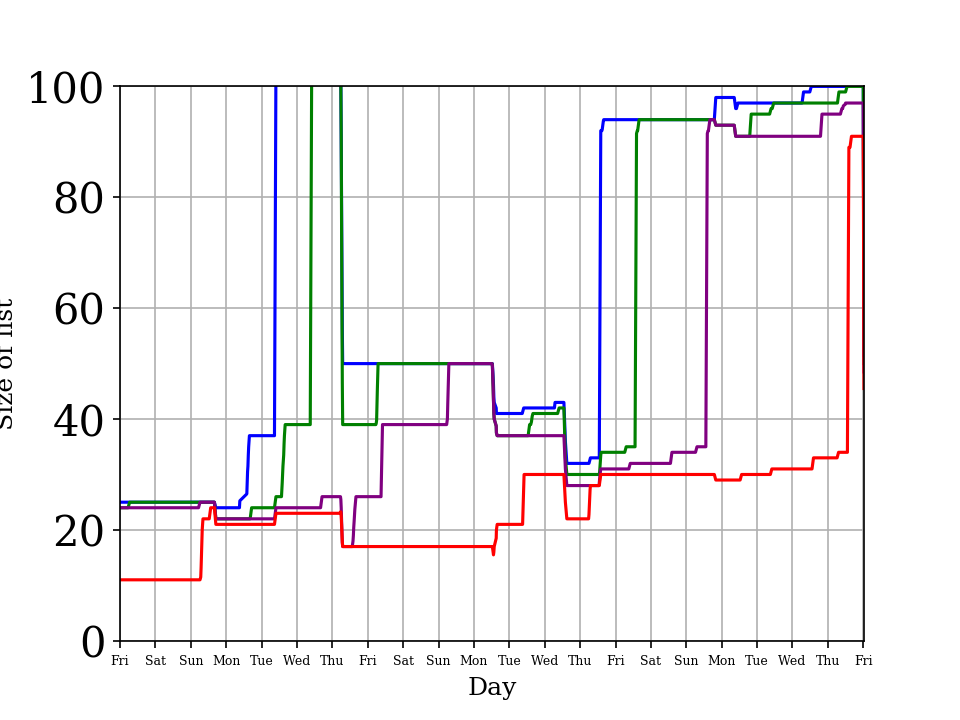 100
80
60
40
20
0
Size of list
Fri Sat Sun Mon Tue Wed Thu Fri Sat Sun Mon Tue Wed Thu Fri Sat Sun Mon Tue Wed Thu Fri
Day